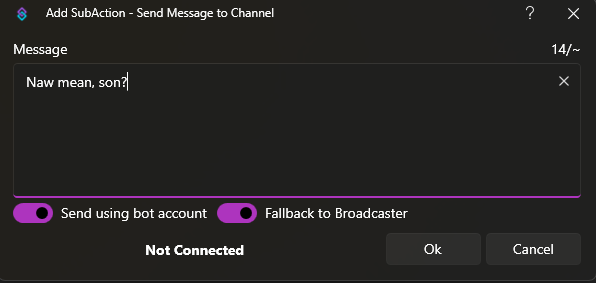 Add SubAction - Send Message to Channel
?
Message 14/~
Naw mean, son?
Send using bot account Fallback to Broadcaster
Not Connected Ok Cancel